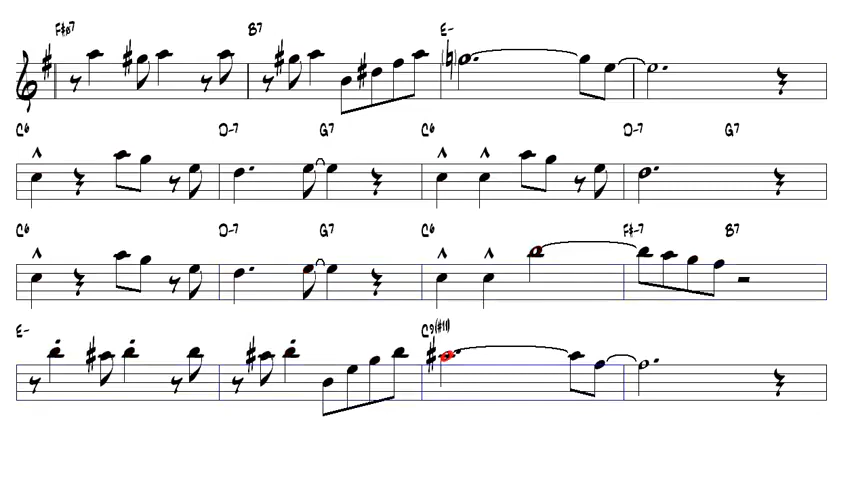 F#ø7 B7 E-
C6 D-7 G7 C6 D-7 G7
C6 D-7 G7 C6 F#-7 B7
E- C9(#11)